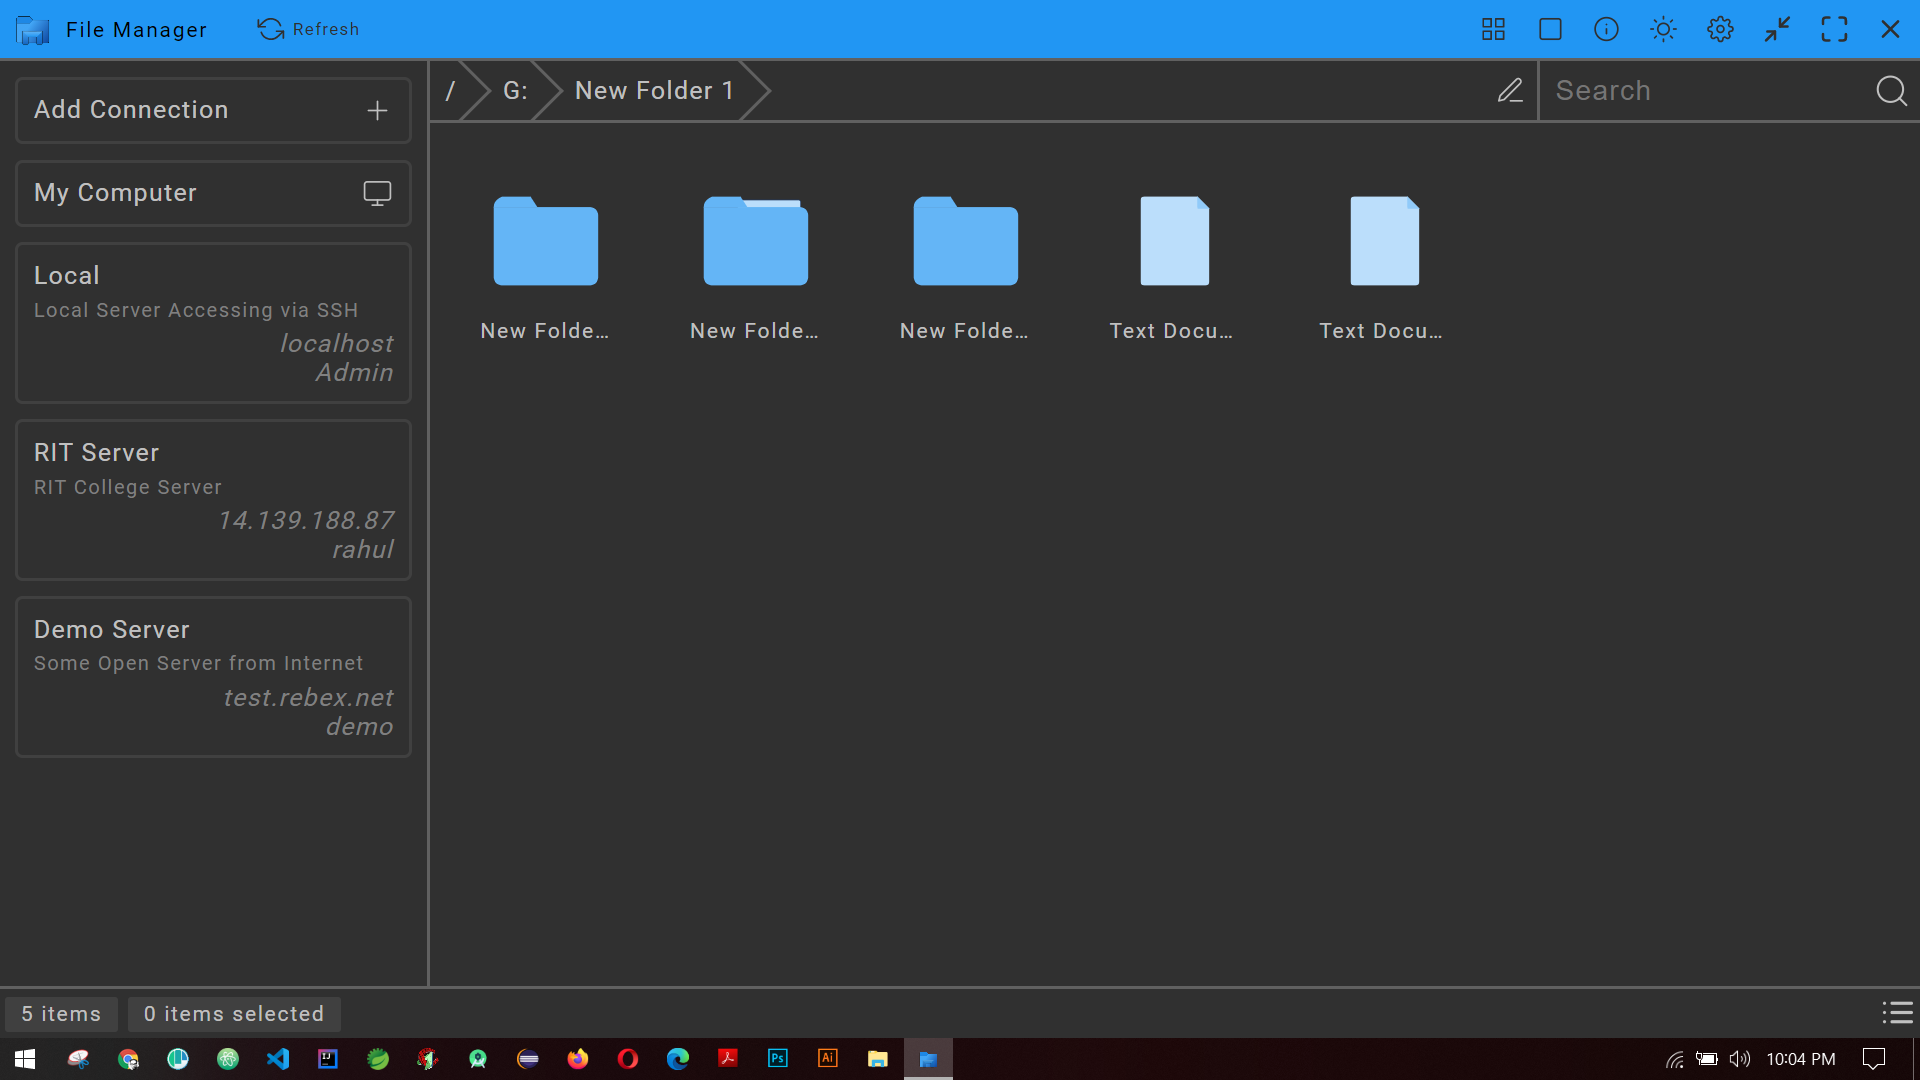 File Manager
Refresh
Add Connection
My Computer
Local
Local Server Accessing via SSH
localhost
Admin
RIT Server
RIT College Server
14.139.188.87
rahul
Demo Server
Some Open Server from Internet
test.rebex.net
demo
/
G:
New Folder 1
Search
New Folde...
New Folde...
New Folde...
Text Docu...
Text Docu...
5 items
0 items selected
IJ
Ps
Ai
10:04 PM